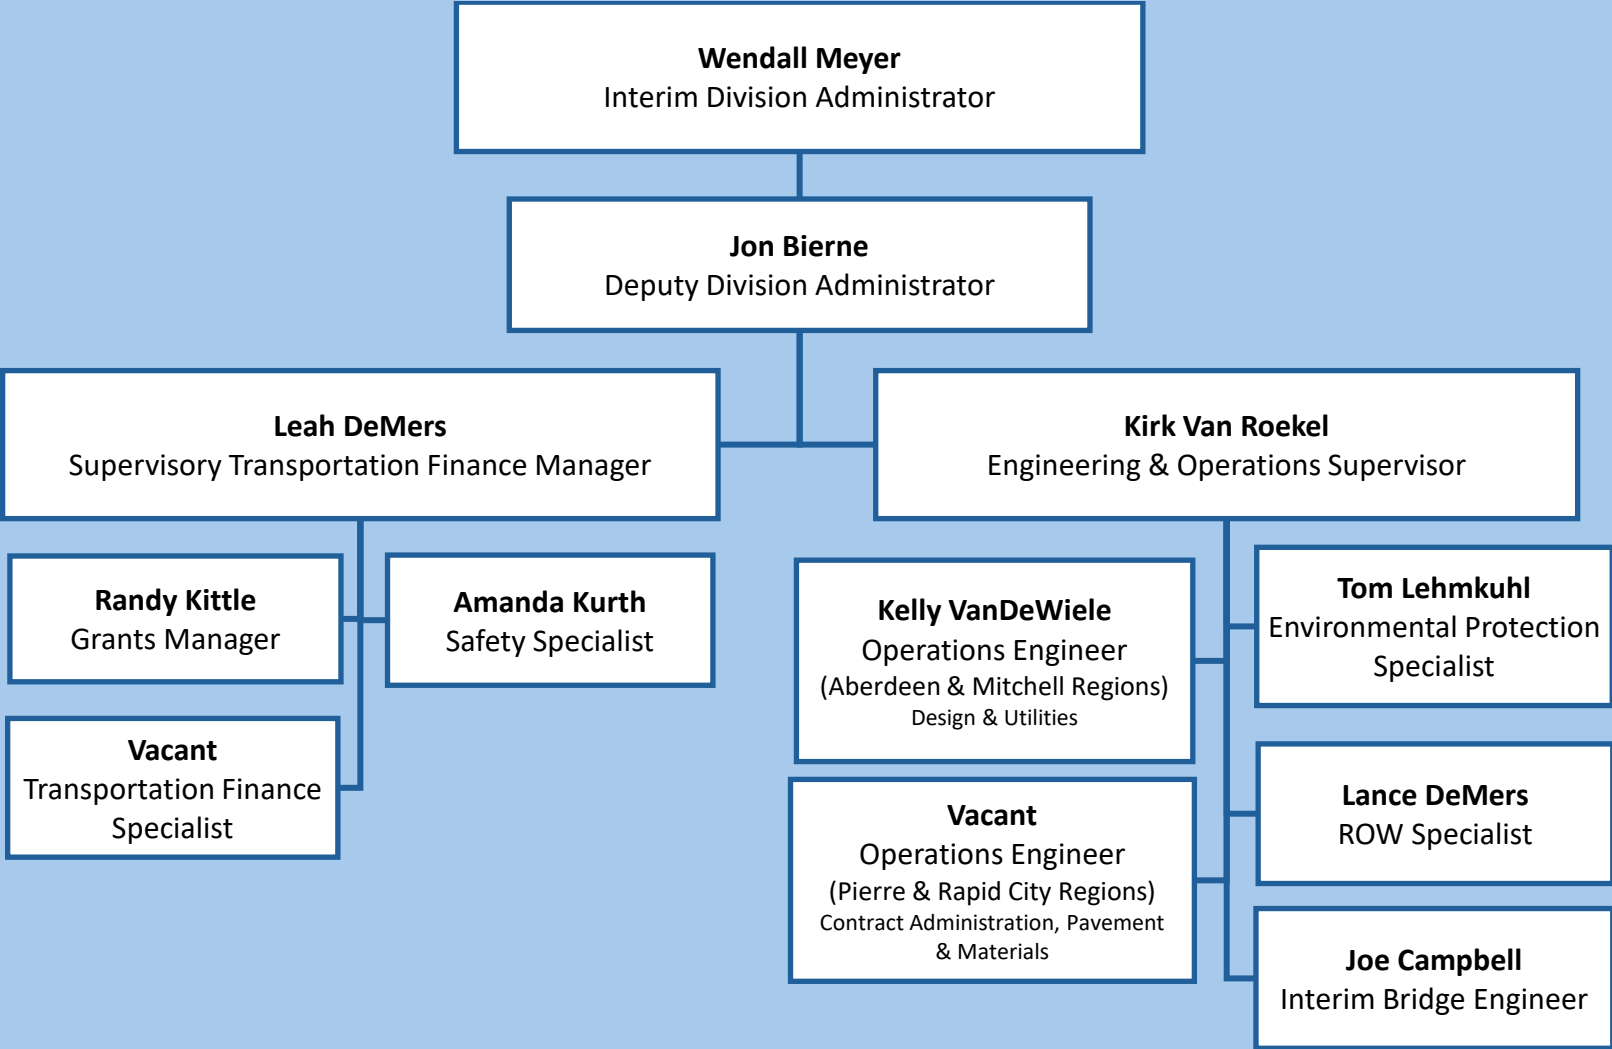 Wendall Meyer
Interim Division Administrator
Jon Bierne
Deputy Division Administrator
Leah DeMers
Supervisory Transportation Finance Manager
Kirk Van Roekel
Engineering & Operations Supervisor
Randy Kittle
Grants Manager
Amanda Kurth
Safety Specialist
Vacant
Transportation Finance
Specialist
Kelly VanDeWiele
Operations Engineer
(Aberdeen & Mitchell Regions)
Design & Utilities
Vacant
Operations Engineer
(Pierre & Rapid City Regions)
Contract Administration, Pavement
& Materials
Tom Lehmkuhl
Environmental Protection
Specialist
Lance DeMers
ROW Specialist
Joe Campbell
Interim Bridge Engineer